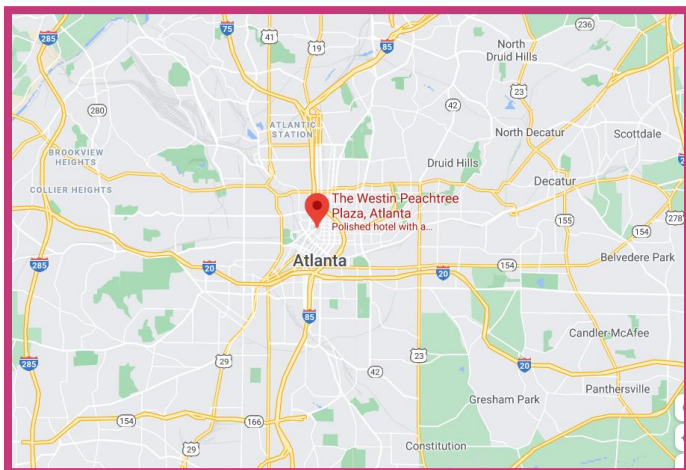 236
75
41
285
19
85
North
Druid Hills
23
280
42
ATLANTIC
STATION
North Decatur
Scottdale
BROOKVIEW
HEIGHTS
Druid Hills
Decatur
COLLIER HEIGHTS
The Westin Peachtree
Plaza, Atlanta
Polished hotel with a...
155
278
154
Atlanta
Belvedere Park
285
20
20
154
85
Candler-McAfee
29
23
285
42
20
Panthersville
Gresham Park
154
166
29
Constitution